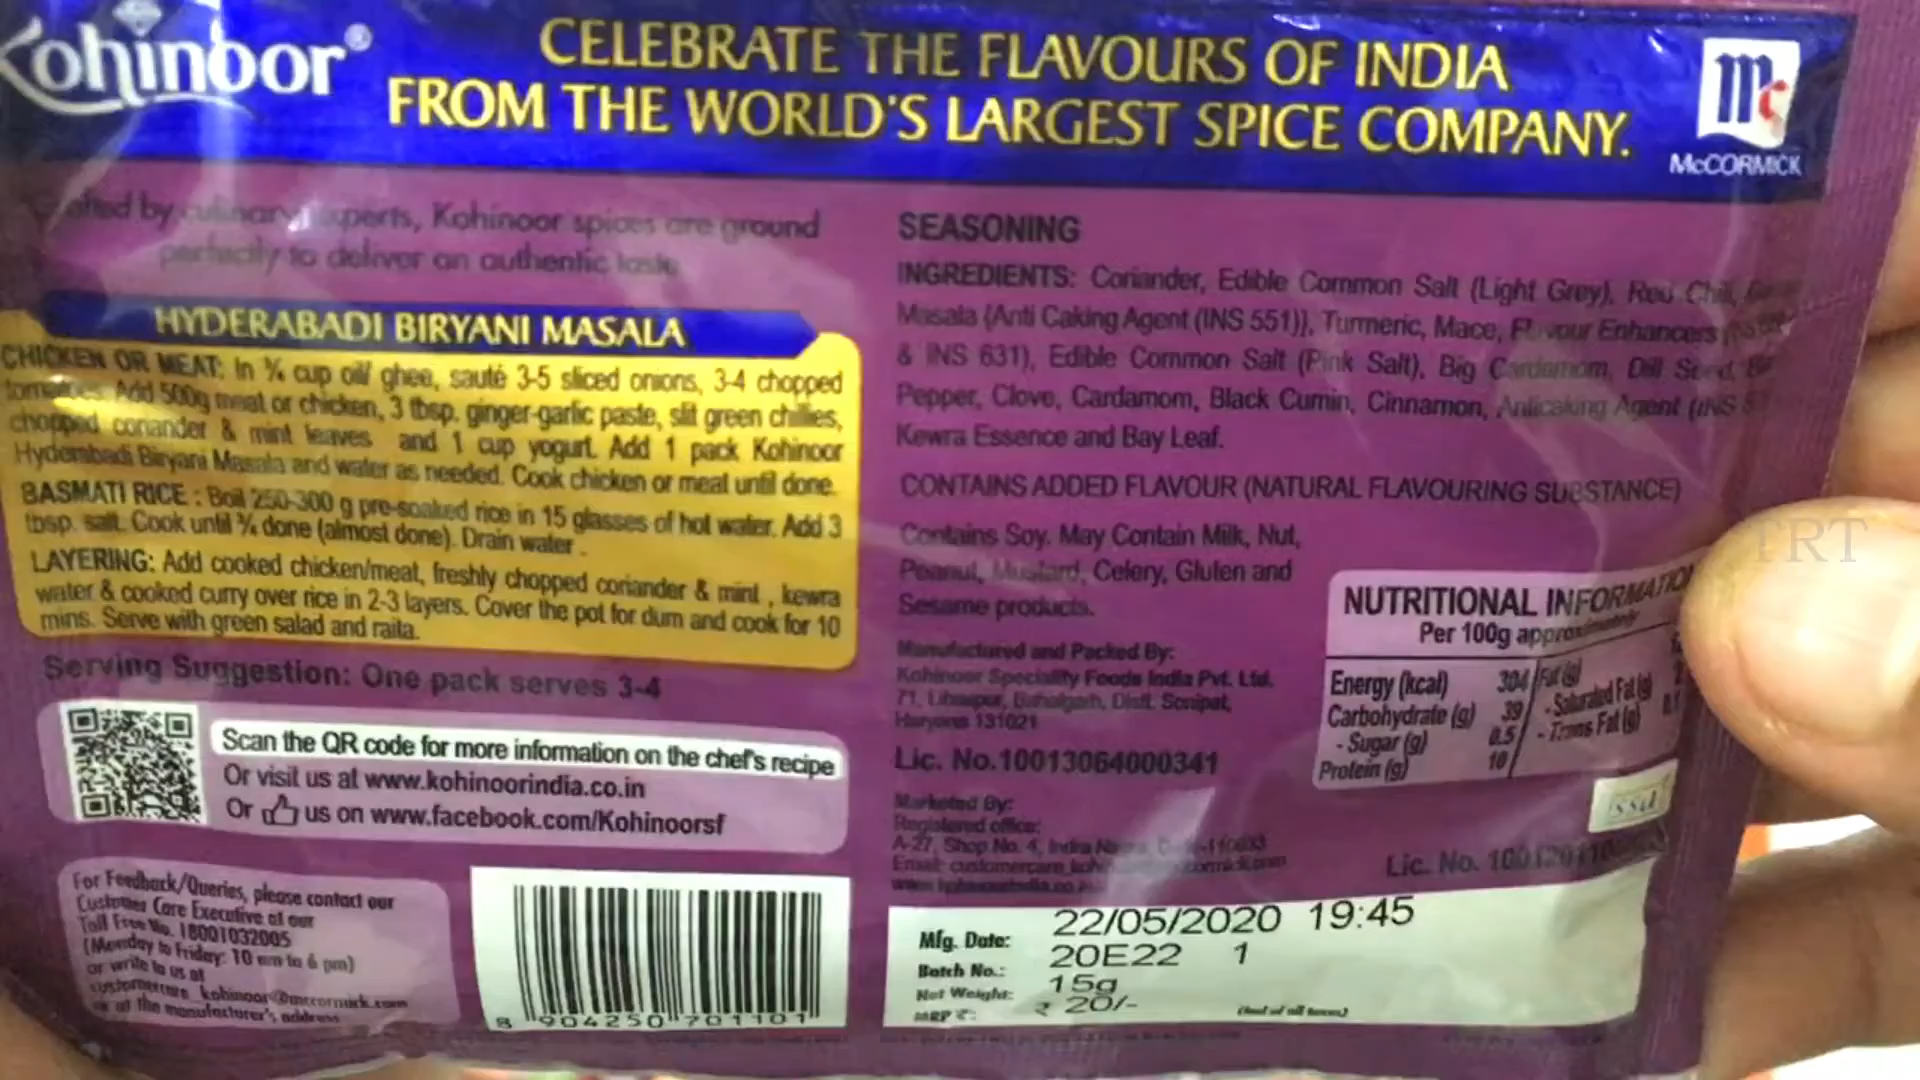 Kohinoor®
CELEBRATE THE FLAVOURS OF INDIA
FROM THE WORLD'S LARGEST SPICE COMPANY.
Mc
McCORMICK
by culinary experts, Kohinoor spices are ground
perfectly to deliver an authentic taste
HYDERABADI BIRYANI MASALA
CHICKEN OR MEAT: In ¾ cup oil/ ghee, sauté 3-5 sliced onions, 3-4 chopped
tomatoes. Add 500g meat or chicken, 3 tbsp. ginger-garlic paste, slit green chillies,
chopped coriander & mint leaves and 1 cup yogurt. Add 1 pack Kohinoor
Hyderabadi Biryani Masala and water as needed. Cook chicken or meat until done.
BASMATI RICE : Boil 250-300 g pre-soaked rice in 15 glasses of hot water. Add 3
tbsp. salt. Cook until ¾ done (almost done). Drain water .
LAYERING: Add cooked chicken/meat, freshly chopped coriander & mint , kewra
water & cooked curry over rice in 2-3 layers. Cover the pot for dum and cook for 10
mins. Serve with green salad and raita.
Serving Suggestion: One pack serves 3-4
Scan the QR code for more information on the chef's recipe
Or visit us at www.kohinoorindia.co.in
Or us on www.facebook.com/Kohinoorsf
For Feedback/Queries, please contact our
Customer Care Executive at our
Toll Free No. 18001032005
(Monday to Friday: 10 am to 6 pm)
or write to us at
customercare_kohinoor@mccormick.com
or at the manufacturer's address
8 904250 701101
SEASONING
INGREDIENTS: Coriander, Edible Common Salt (Light Grey), Red Chilli,
Masala {Anti Caking Agent (INS 551)}, Turmeric, Mace, Flavour Enhancers
& INS 631), Edible Common Salt (Pink Salt), Big Cardamom, Dill Seed,
Pepper, Clove, Cardamom, Black Cumin, Cinnamon, Anticaking Agent (INS
Kewra Essence and Bay Leaf.
CONTAINS ADDED FLAVOUR (NATURAL FLAVOURING SUBSTANCE)
Contains Soy. May Contain Milk, Nut,
Peanut, Mustard, Celery, Gluten and
Sesame products.
Manufactured and Packed By:
Kohinoor Speciality Foods India Pvt. Ltd.
71, Libaspur, Bahalgarh, Distt. Sonipat,
Haryana 131021
Lic. No.10013064000341
Marketed By:
Registered office:
A-27, Shop No. 4, Indra
Email:
NUTRITIONAL INFORMATION
Per 100g approximately
Energy (kcal) 304 Fat (g)
Carbohydrate (g) 39 - Saturated Fat (g)
- Sugar (g) 0.5 - Trans Fat (g)
Protein (g) 10
fssai
Lic. No.
Mfg. Date: 22/05/2020 19:45
Batch No.: 20E22 1
Net Weight: 15g
MRP ₹: ₹ 20/- (Incl of all taxes)
TRT